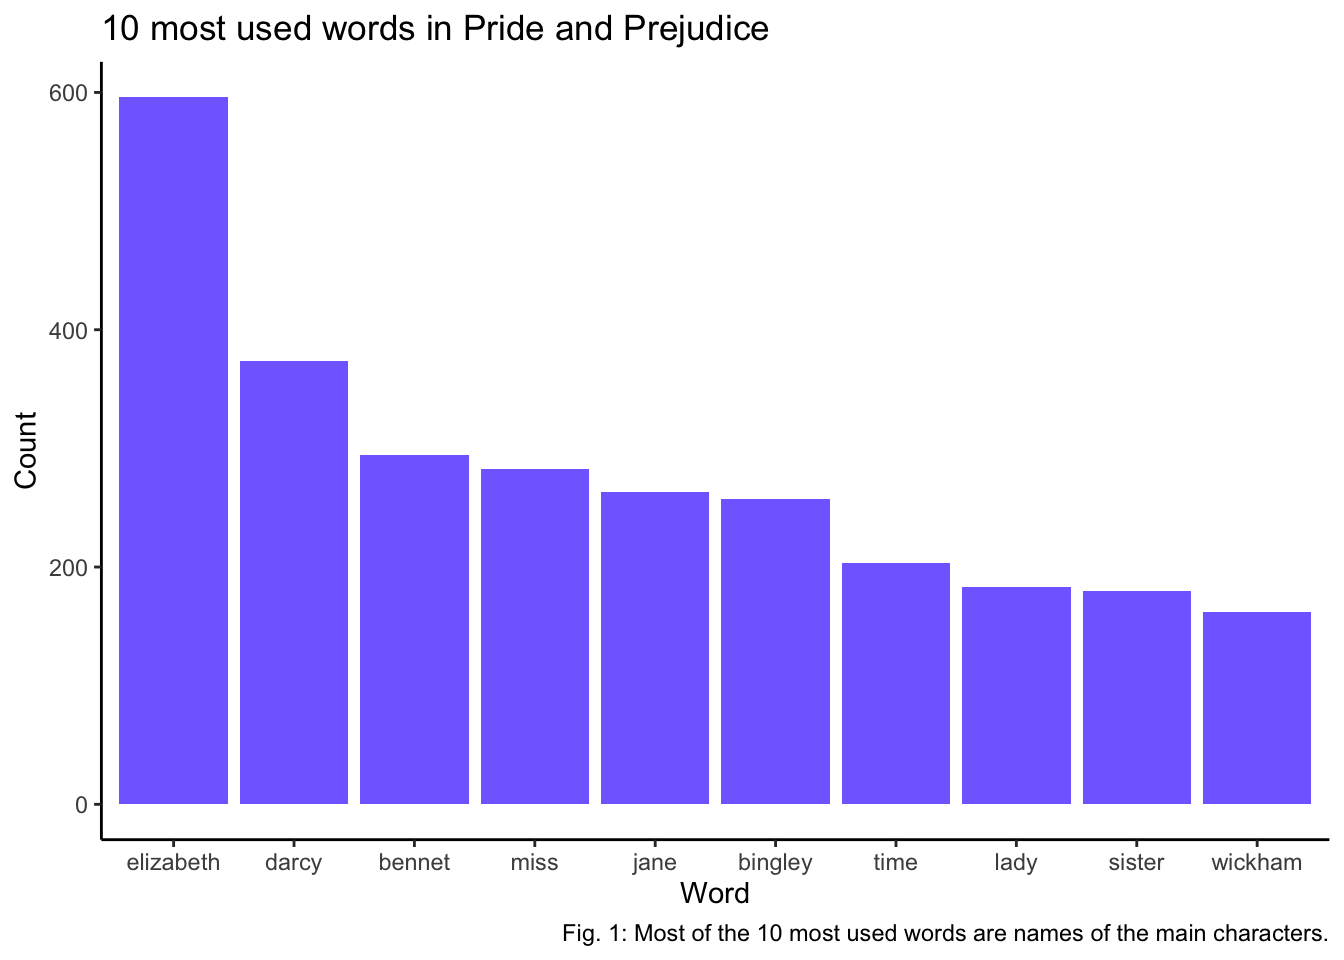 10 most used words in Pride and Prejudice
600
400
200
0
Count
elizabeth darcy bennet miss jane bingley time lady sister wickham
Word
Fig. 1: Most of the 10 most used words are names of the main characters.